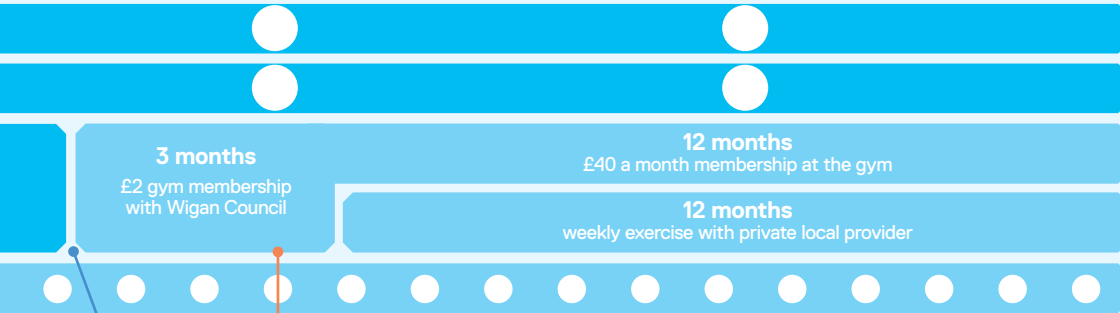 3 months
£2 gym membership
with Wigan Council
12 months
£40 a month membership at the gym
12 months
weekly exercise with private local provider